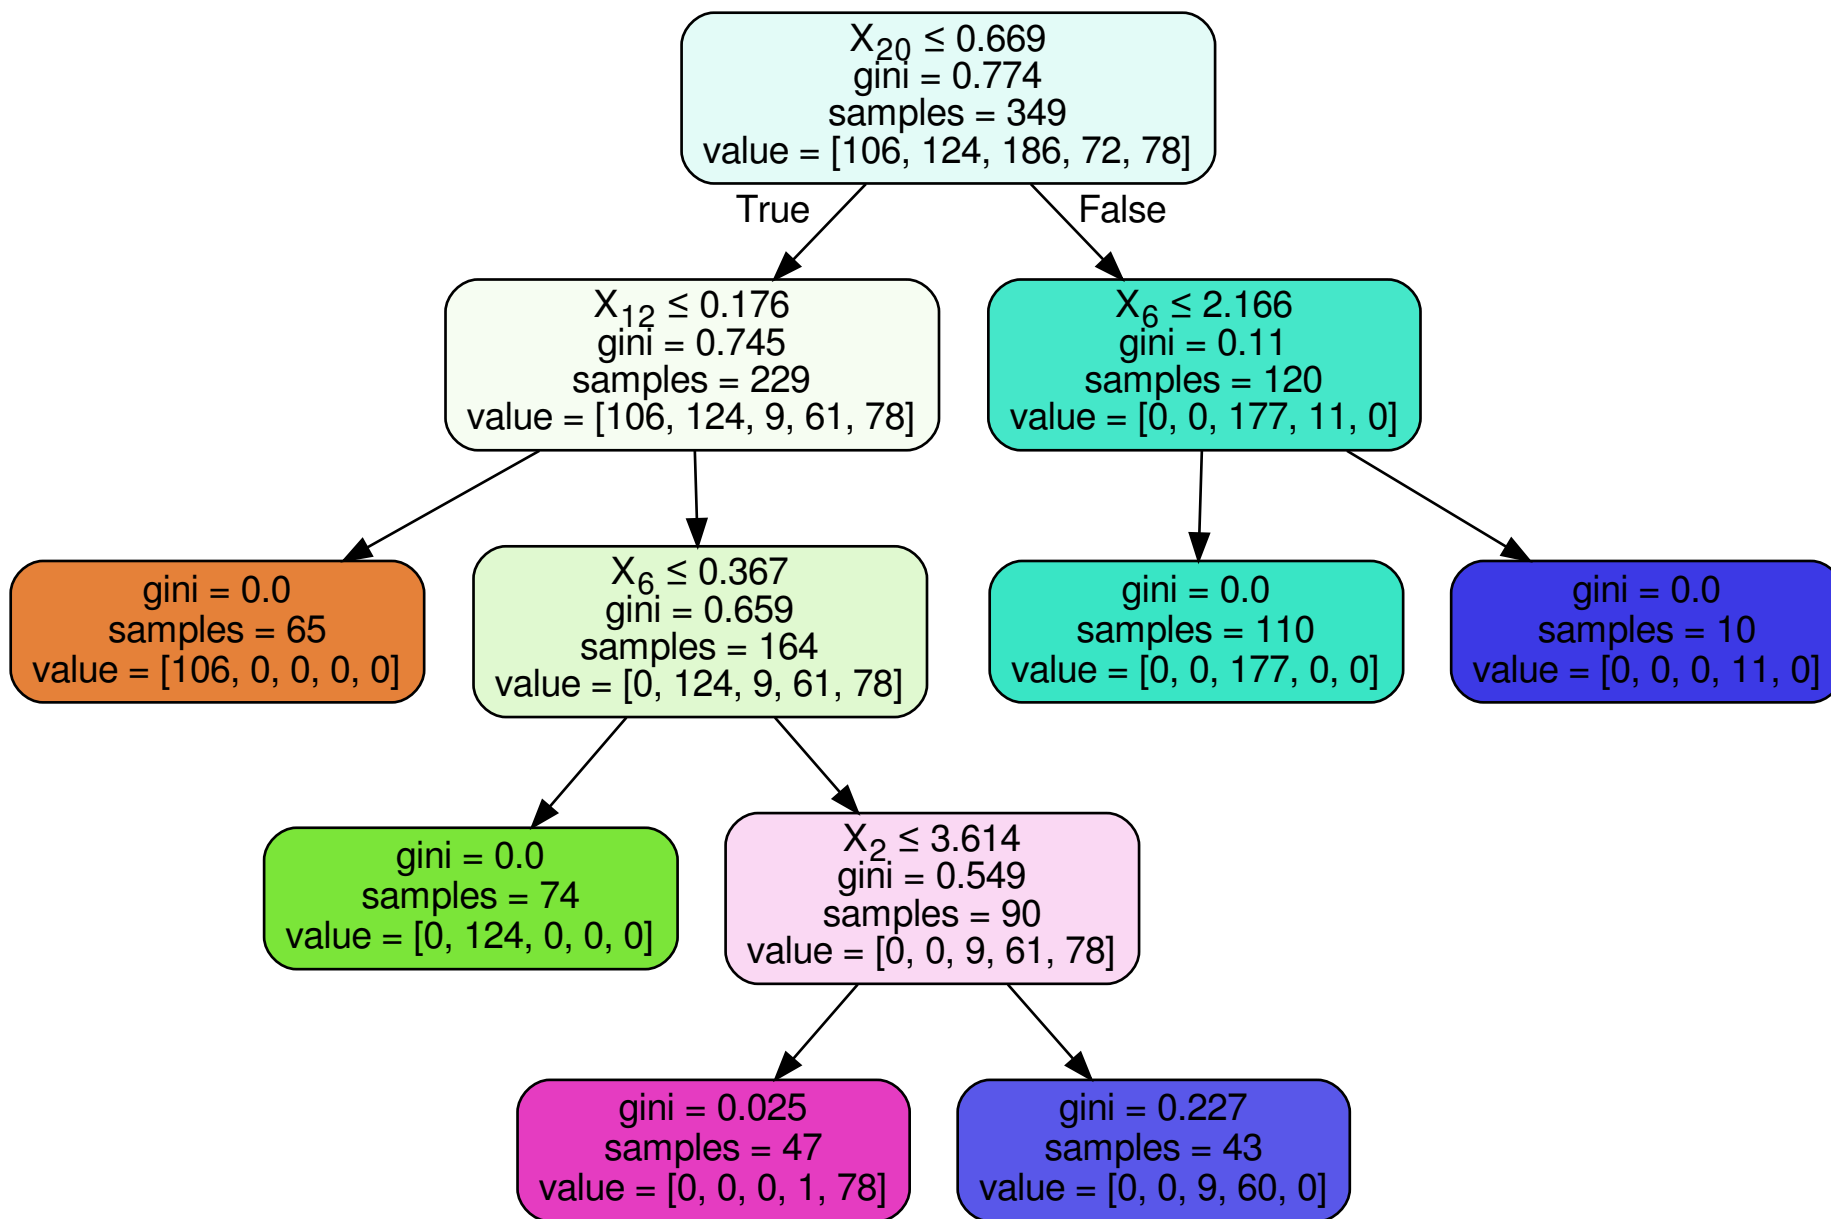 X20 ≤ 0.669
gini = 0.774
samples = 349
value = [106, 124, 186, 72, 78]
True
False
X12 ≤ 0.176
gini = 0.745
samples = 229
value = [106, 124, 9, 61, 78]
X6 ≤ 2.166
gini = 0.11
samples = 120
value = [0, 0, 177, 11, 0]
gini = 0.0
samples = 65
value = [106, 0, 0, 0, 0]
X6 ≤ 0.367
gini = 0.659
samples = 164
value = [0, 124, 9, 61, 78]
gini = 0.0
samples = 110
value = [0, 0, 177, 0, 0]
gini = 0.0
samples = 10
value = [0, 0, 0, 11, 0]
gini = 0.0
samples = 74
value = [0, 124, 0, 0, 0]
X2 ≤ 3.614
gini = 0.549
samples = 90
value = [0, 0, 9, 61, 78]
gini = 0.025
samples = 47
value = [0, 0, 0, 1, 78]
gini = 0.227
samples = 43
value = [0, 0, 9, 60, 0]